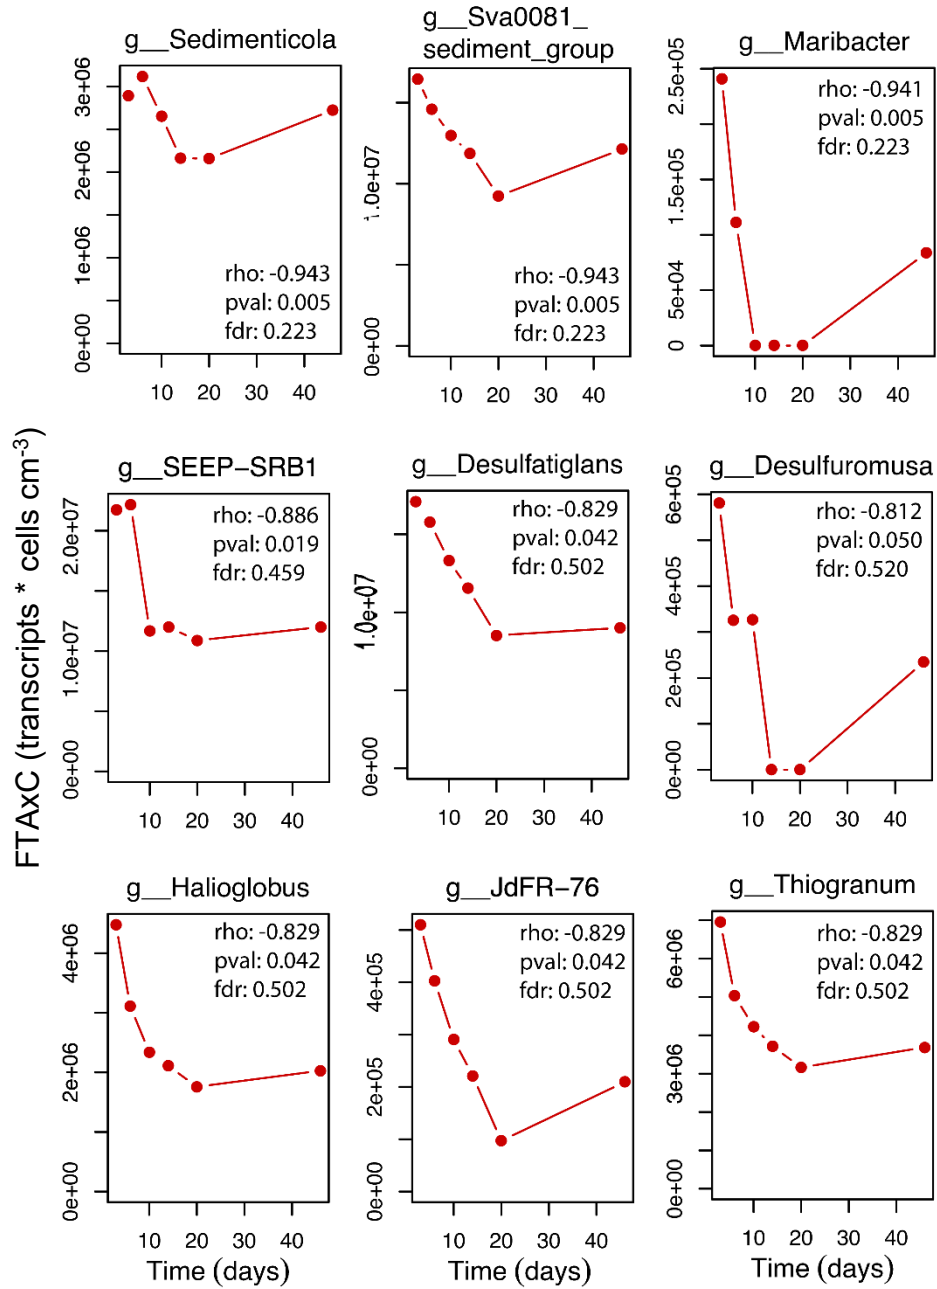 g__Sedimenticola
3e+06
2e+06
1e+06
0e+00
rho: -0.943
pval: 0.005
fdr: 0.223
10 20 30 40
g__Sva0081_
sediment_group
1.0e+07
0e+00
rho: -0.943
pval: 0.005
fdr: 0.223
10 20 30 40
g__Maribacter
2.5e+05
1.5e+05
5e+04
0
rho: -0.941
pval: 0.005
fdr: 0.223
10 20 30 40
FTAxC (transcripts * cells cm-3)
g__SEEP-SRB1
2.0e+07
1.0e+07
0e+00
rho: -0.886
pval: 0.019
fdr: 0.459
10 20 30 40
g__Desulfatiglans
1.0e+07
0e+00
rho: -0.829
pval: 0.042
fdr: 0.502
10 20 30 40
g__Desulfuromusa
6e+05
4e+05
2e+05
0e+00
rho: -0.812
pval: 0.050
fdr: 0.520
10 20 30 40
g__Halioglobus
4e+06
2e+06
0e+00
rho: -0.829
pval: 0.042
fdr: 0.502
10 20 30 40
Time (days)
g__JdFR-76
4e+05
2e+05
0e+00
rho: -0.829
pval: 0.042
fdr: 0.502
10 20 30 40
Time (days)
g__Thiogranum
6e+06
3e+06
0e+00
rho: -0.829
pval: 0.042
fdr: 0.502
10 20 30 40
Time (days)